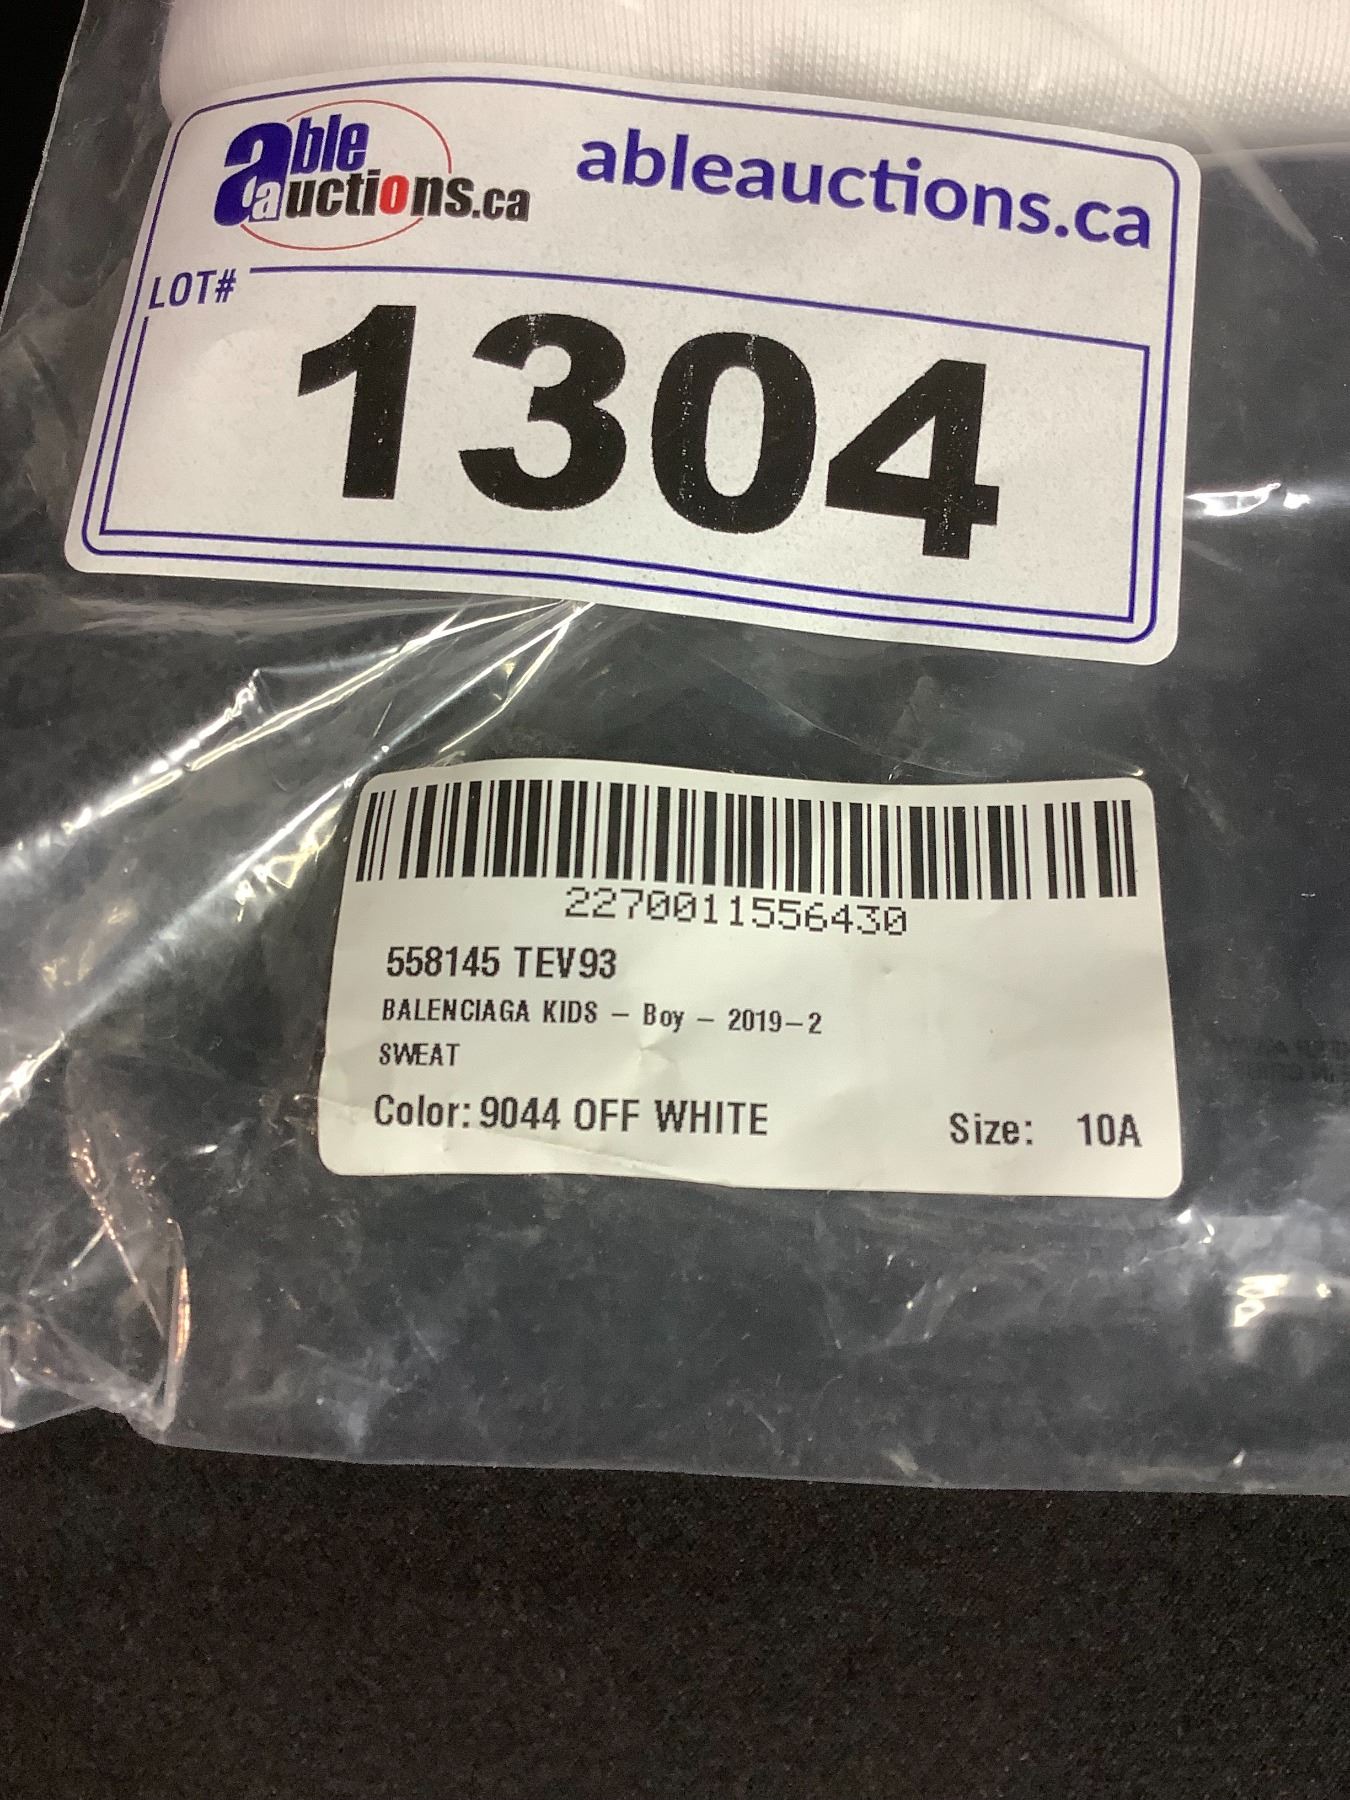 able auctions.ca
ableauctions.ca
LOT#
1304
2270011556430
558145 TEV93
BALENCIAGA KIDS - Boy - 2019-2
SWEAT
Color: 9044 OFF WHITE Size: 10A